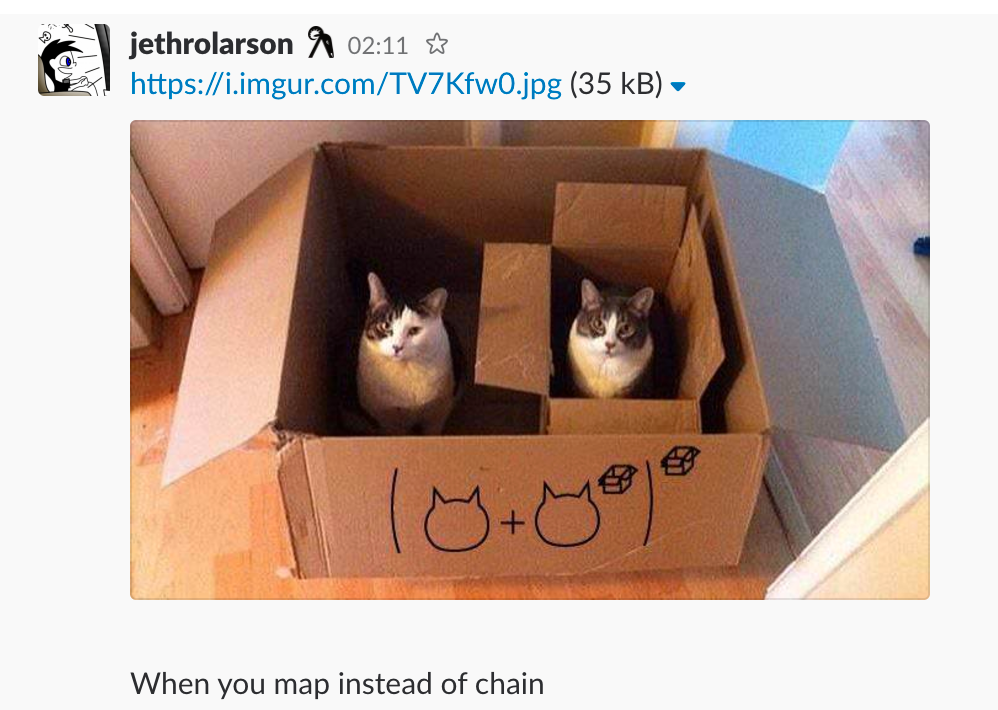 jethrolarson 02:11
https://i.imgur.com/TV7Kfw0.jpg (35 kB)
( + )
When you map instead of chain